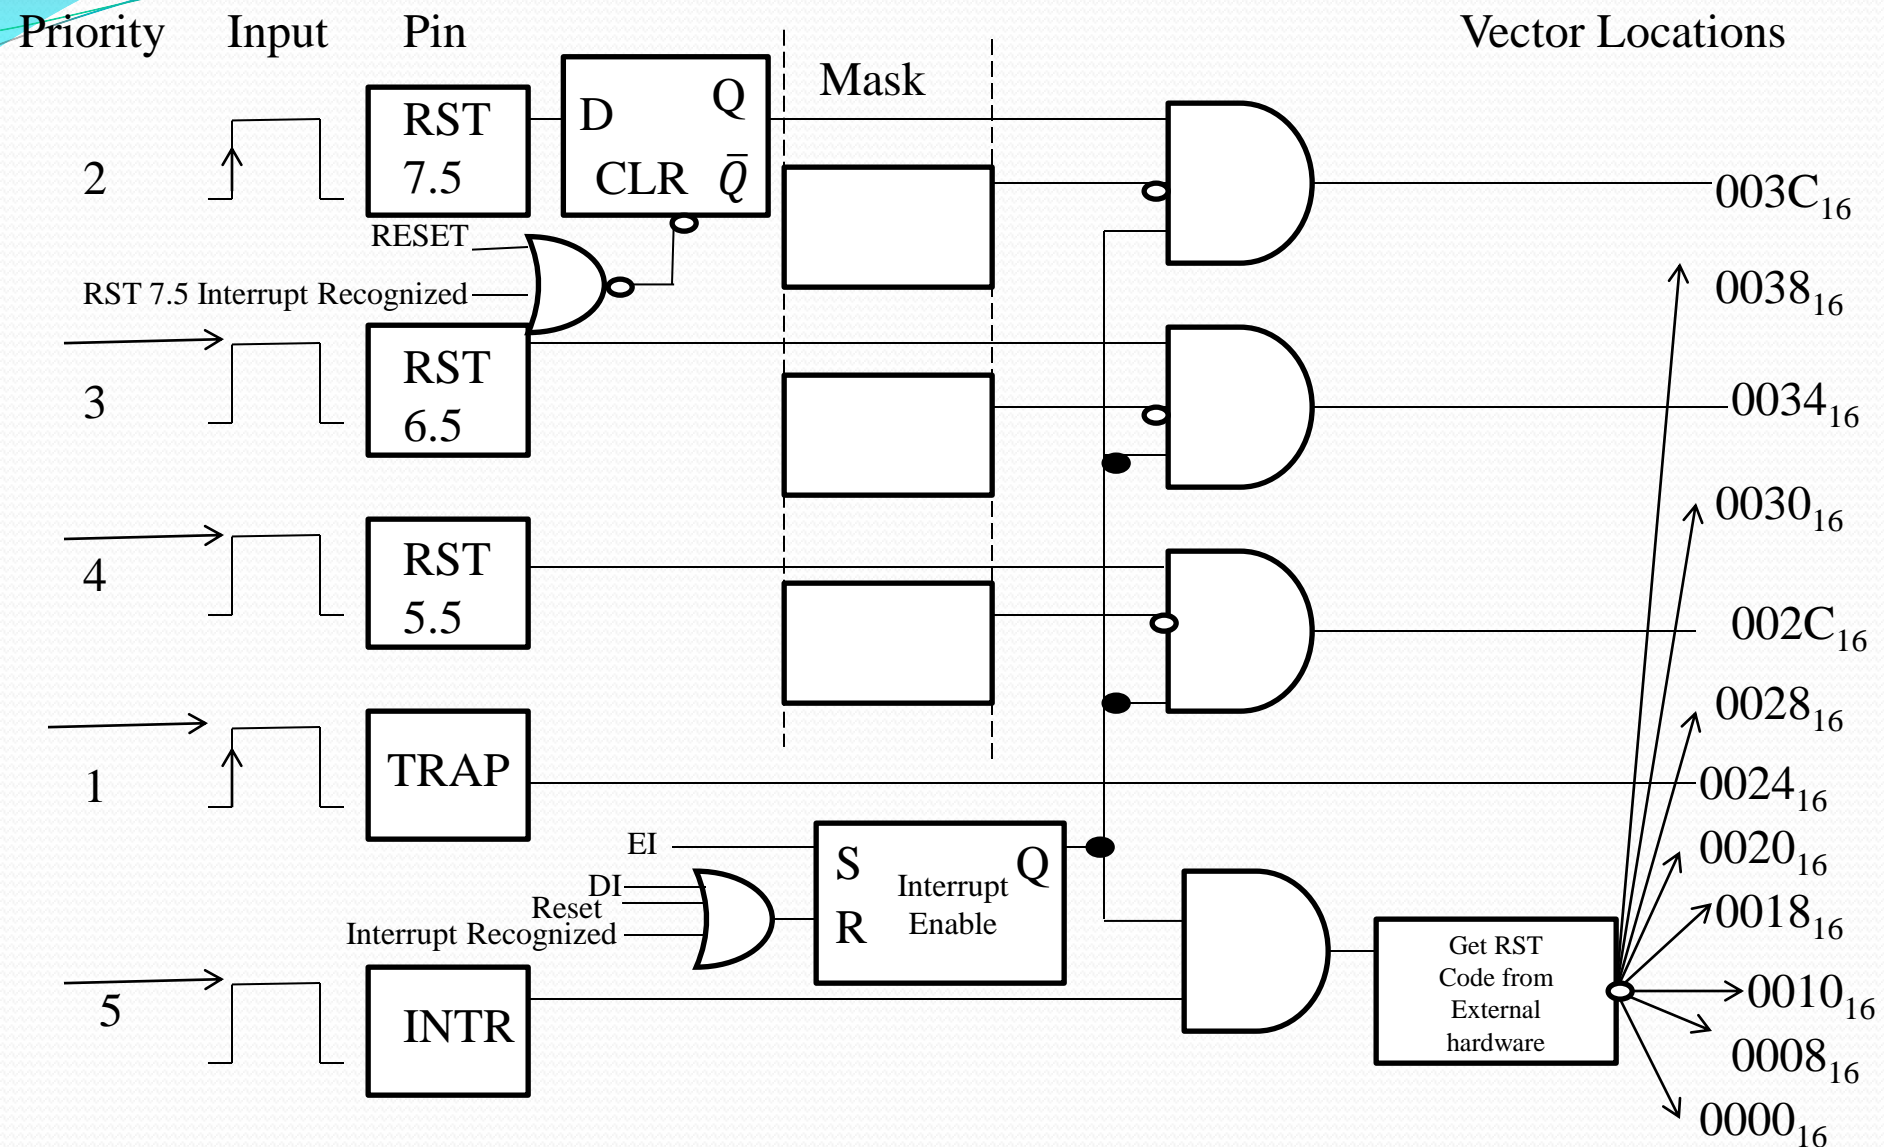 Priority Input Pin Vector Locations
Mask
RST
7.5
D Q
CLR Q̅
2
003C₁₆
RESET
RST 7.5 Interrupt Recognized
0038₁₆
RST
6.5
3
0034₁₆
0030₁₆
RST
5.5
4
002C₁₆
0028₁₆
TRAP
1
0024₁₆
EI
S Q
R
Interrupt
Enable
DI
Reset
Interrupt Recognized
0020₁₆
0018₁₆
5
INTR
Get RST
Code from
External
hardware
0010₁₆
0008₁₆
0000₁₆